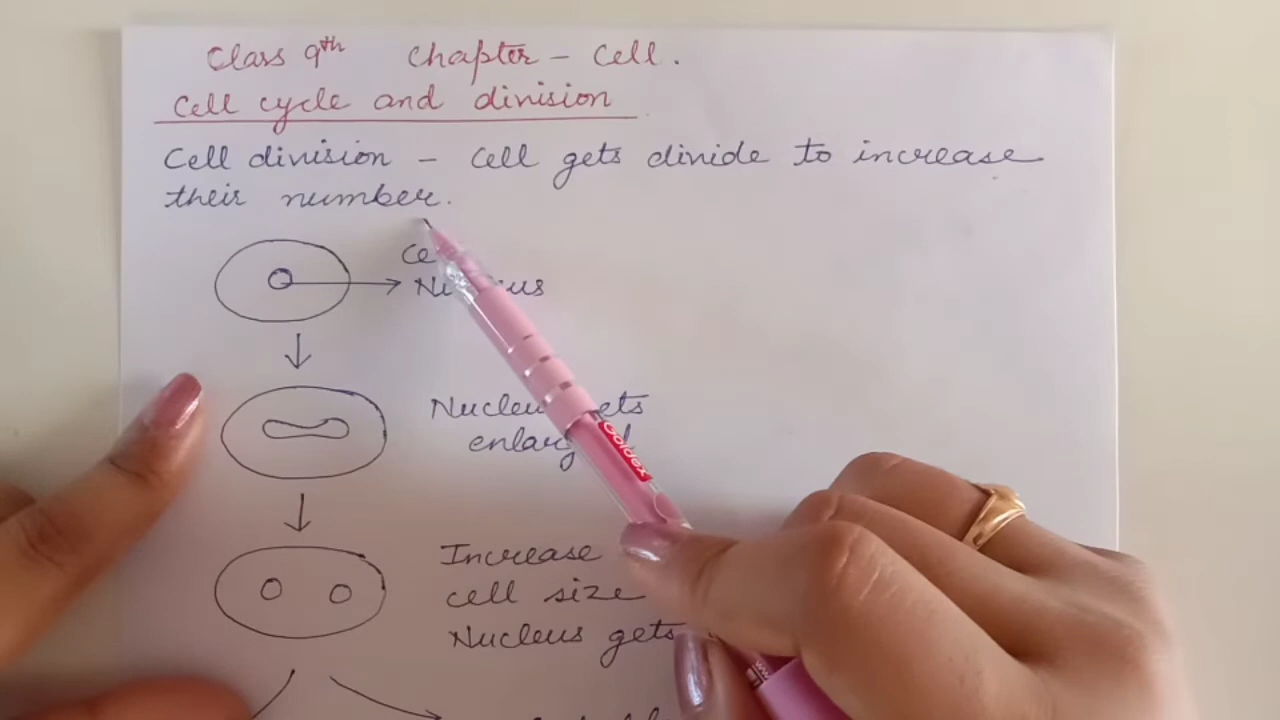 Class 9th Chapter - Cell.
Cell cycle and division
Cell division - Cell gets divide to increase
their number.
Nucleus gets
Increase
cell size
Nucleus gets
Goldex